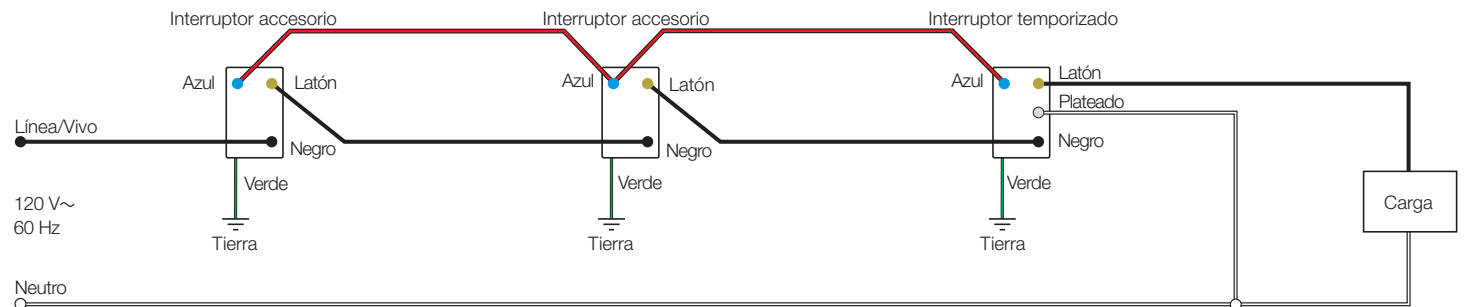 Interruptor accesorio
Interruptor accesorio
Interruptor temporizado
Azul
Latón
Azul
Latón
Azul
Latón
Plateado
Línea/Vivo
Negro
Negro
Negro
Verde
Verde
Verde
120 V~
60 Hz
Carga
Tierra
Tierra
Tierra
Neutro